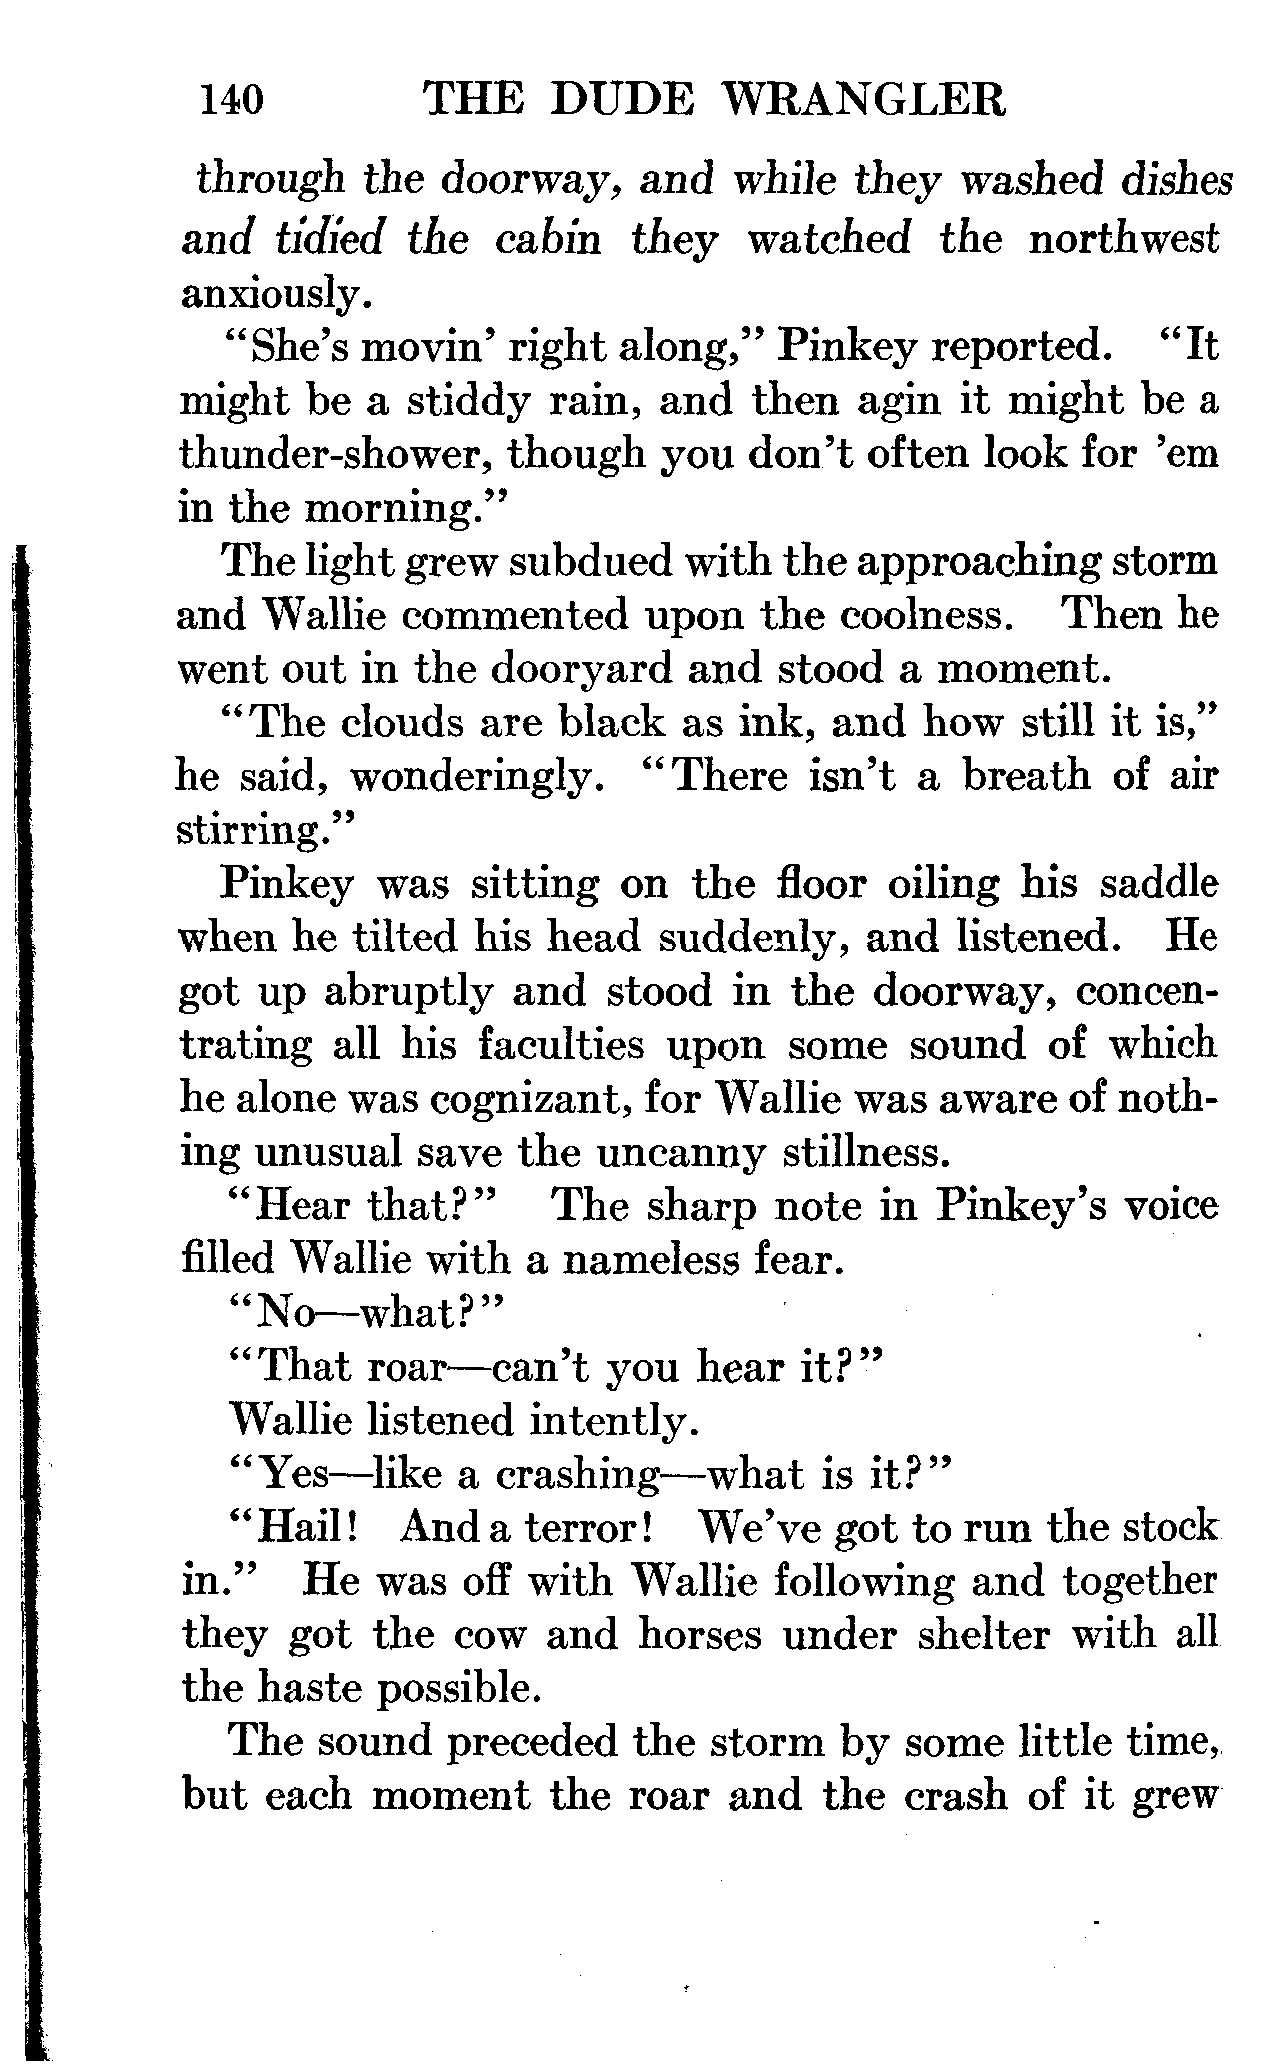 140 THE DUDE WRANGLER
through the doorway, and while they washed dishes
and tidied the cabin they watched the northwest
anxiously.
“She’s movin’ right along,” Pinkey reported. “It
might be a stiddy rain, and then agin it might be a
thunder-shower, though you don’t often look for ’em
in the morning.”
The light grew subdued with the approaching storm
and Wallie commented upon the coolness. Then he
went out in the dooryard and stood a moment.
“The clouds are black as ink, and how still it is,”
he said, wonderingly. “There isn’t a breath of air
stirring.”
Pinkey was sitting on the floor oiling his saddle
when he tilted his head suddenly, and listened. He
got up abruptly and stood in the doorway, concen-
trating all his faculties upon some sound of which
he alone was cognizant, for Wallie was aware of noth-
ing unusual save the uncanny stillness.
“Hear that?” The sharp note in Pinkey’s voice
filled Wallie with a nameless fear.
“No—what?”
“That roar—can’t you hear it?”
Wallie listened intently.
“Yes—like a crashing—what is it?”
“Hail! And a terror! We’ve got to run the stock
in.” He was off with Wallie following and together
they got the cow and horses under shelter with all
the haste possible.
The sound preceded the storm by some little time,
but each moment the roar and the crash of it grew